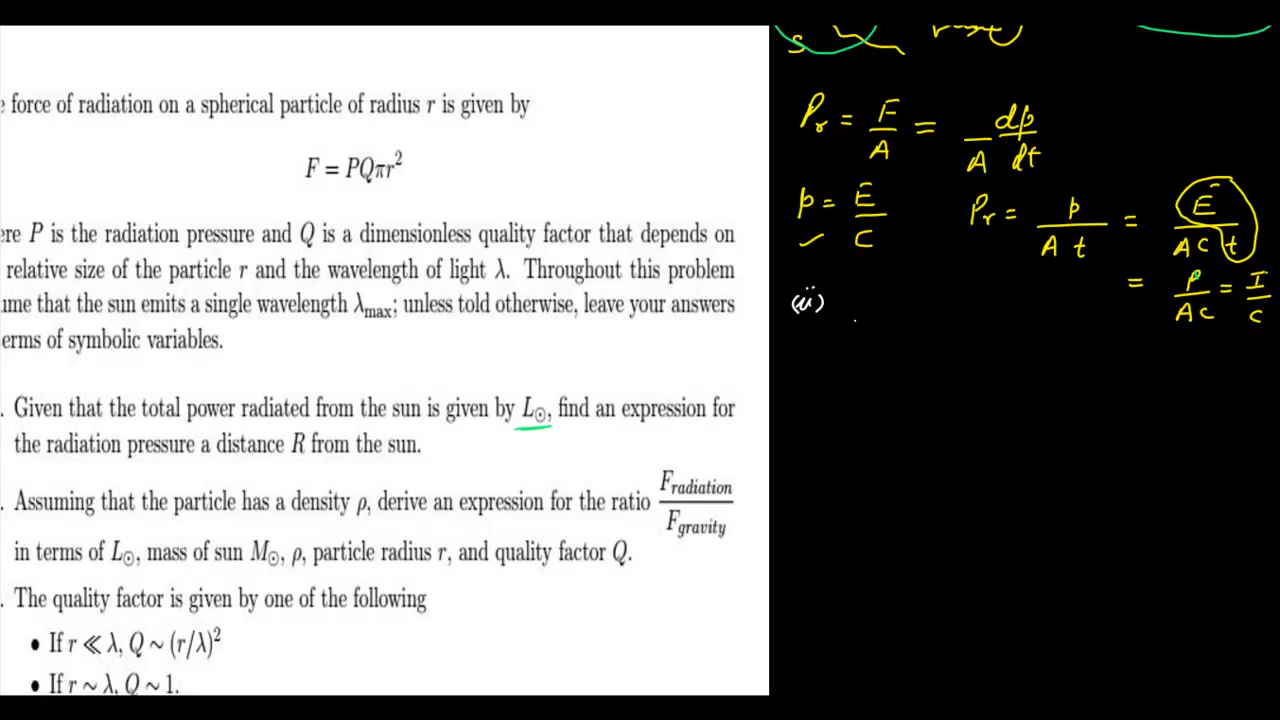 e force of radiation on a spherical particle of radius r is given by
F = PQπr²
ere P is the radiation pressure and Q is a dimensionless quality factor that depends on
relative size of the particle r and the wavelength of light λ. Throughout this problem
ume that the sun emits a single wavelength λmax; unless told otherwise, leave your answers
erms of symbolic variables.
. Given that the total power radiated from the sun is given by L⊙, find an expression for
the radiation pressure a distance R from the sun.
. Assuming that the particle has a density ρ, derive an expression for the ratio F_radiation / F_gravity
in terms of L⊙, mass of sun M⊙, ρ, particle radius r, and quality factor Q.
. The quality factor is given by one of the following
• If r ≪ λ, Q ∼ (r/λ)²
• If r ∼ λ, Q ∼ 1.
Pr = F/A = 1/A dp/dt
p = E/C
Pr = p/(A t) = E/(A C t)
= P/(AC) = I/C
(ii)